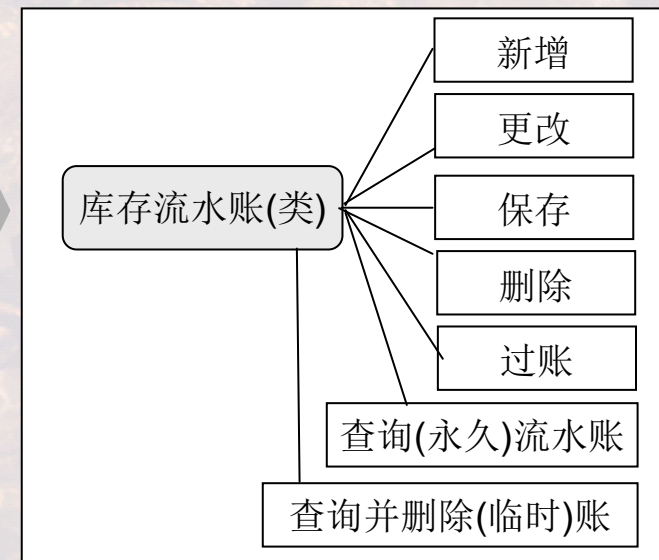 新增
更改
库存流水账(类)
保存
删除
过账
查询(永久)流水账
查询并删除(临时)账